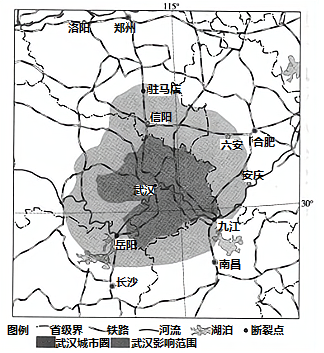 115°
洛阳 郑州
驻马店
信阳
六安 合肥
武汉 安庆
30°
九江
岳阳
南昌
长沙
图例 省级界 铁路 河流 湖泊 断裂点
武汉城市圈 武汉影响范围